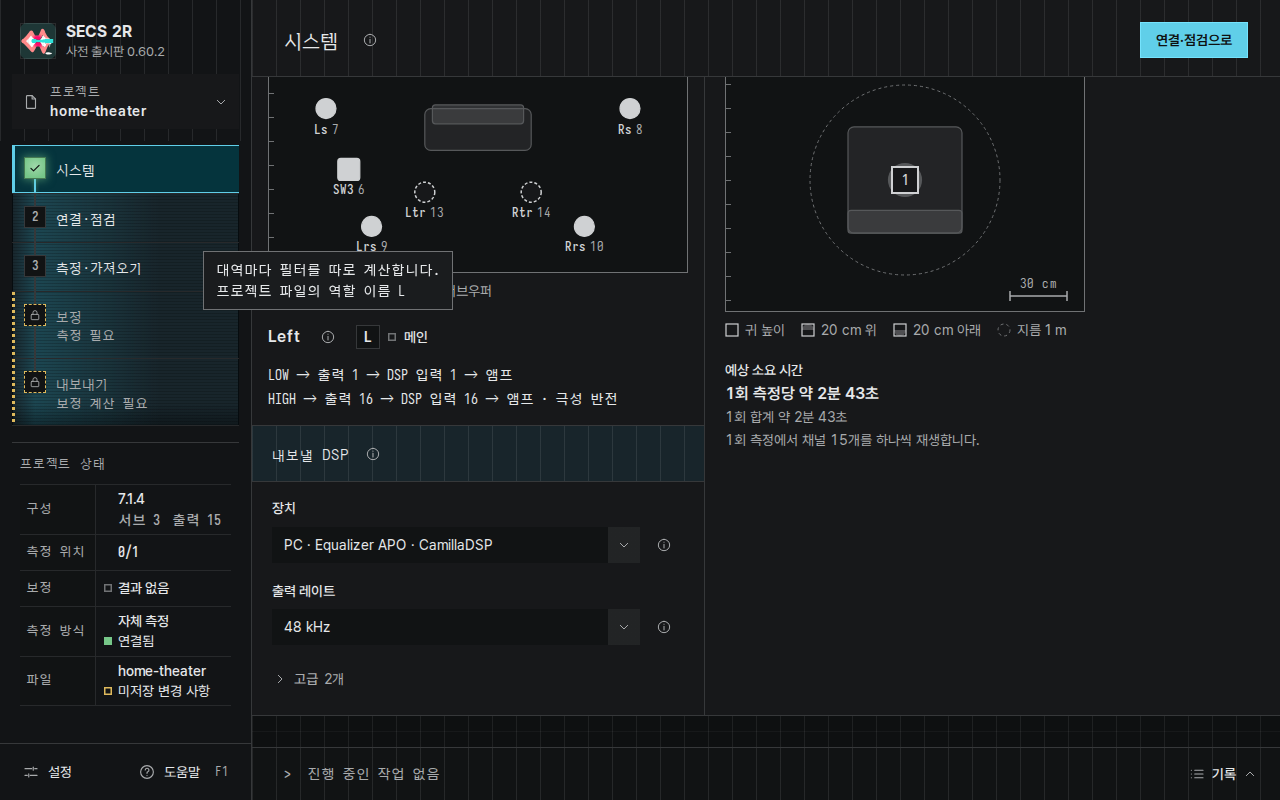 SECS 2R
사전 출시판 0.60.2
프로젝트
home-theater
시스템
2 연결·점검
3 측정·가져오기
보정
측정 필요
내보내기
보정 계산 필요
프로젝트 상태
구성
7.1.4
서브 3 출력 15
측정 위치
0/1
보정
결과 없음
측정 방식
자체 측정
연결됨
파일
home-theater
미저장 변경 사항
설정
도움말 F1
시스템
연결·점검으로
Ls 7
Rs 8
SW3 6
Ltr 13
Rtr 14
Lrs 9
Rrs 10
대역마다 필터를 따로 계산합니다.
프로젝트 파일의 역할 이름 L
브우퍼
Left L 메인
LOW → 출력 1 → DSP 입력 1 → 앰프
HIGH → 출력 16 → DSP 입력 16 → 앰프 · 극성 반전
내보낼 DSP
장치
PC · Equalizer APO · CamillaDSP
출력 레이트
48 kHz
고급 2개
1
30 cm
귀 높이
20 cm 위
20 cm 아래
지름 1 m
예상 소요 시간
1회 측정당 약 2분 43초
1회 합계 약 2분 43초
1회 측정에서 채널 15개를 하나씩 재생합니다.
> 진행 중인 작업 없음
기록